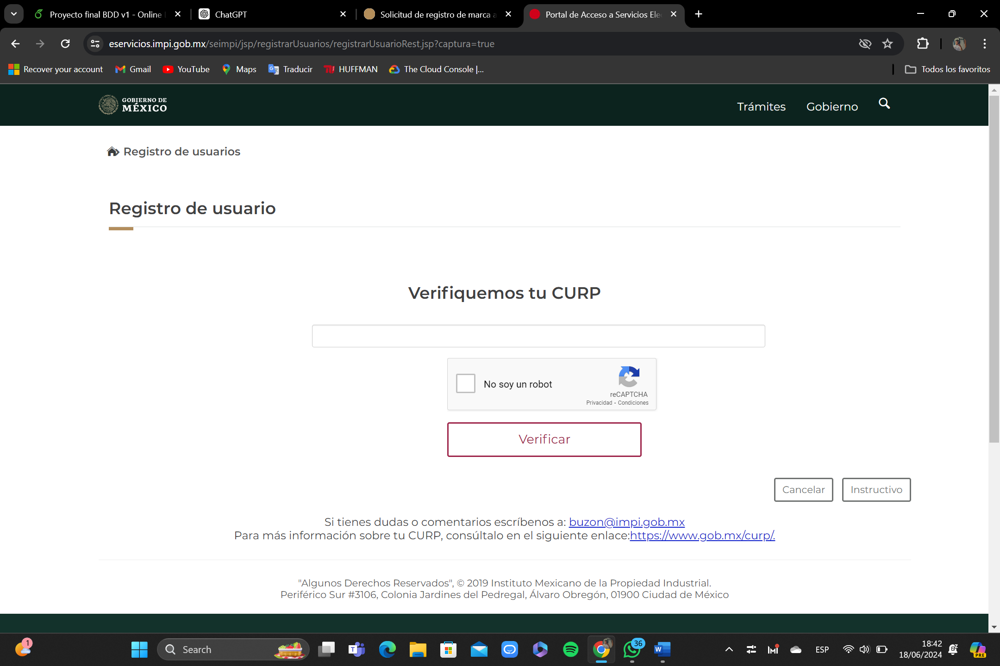 Proyecto final BDD v1 - Online
ChatGPT
Solicitud de registro de marca a
Portal de Acceso a Servicios Ele
eservicios.impi.gob.mx/seimpi/jsp/registrarUsuarios/registrarUsuarioRest.jsp?captura=true
Recover your account
Gmail
YouTube
Maps
Traducir
HUFFMAN
The Cloud Console |...
Todos los favoritos
GOBIERNO DE
MÉXICO
Trámites
Gobierno
Registro de usuarios
Registro de usuario
Verifiquemos tu CURP
No soy un robot
reCAPTCHA
Privacidad - Condiciones
Verificar
Cancelar
Instructivo
Si tienes dudas o comentarios escríbenos a: buzon@impi.gob.mx
Para más información sobre tu CURP, consúltalo en el siguiente enlace:https://www.gob.mx/curp/.
"Algunos Derechos Reservados", © 2019 Instituto Mexicano de la Propiedad Industrial.
Periférico Sur #3106, Colonia Jardines del Pedregal, Álvaro Obregón, 01900 Ciudad de México
1
Search
36
ESP
18:42
18/06/2024
PRE